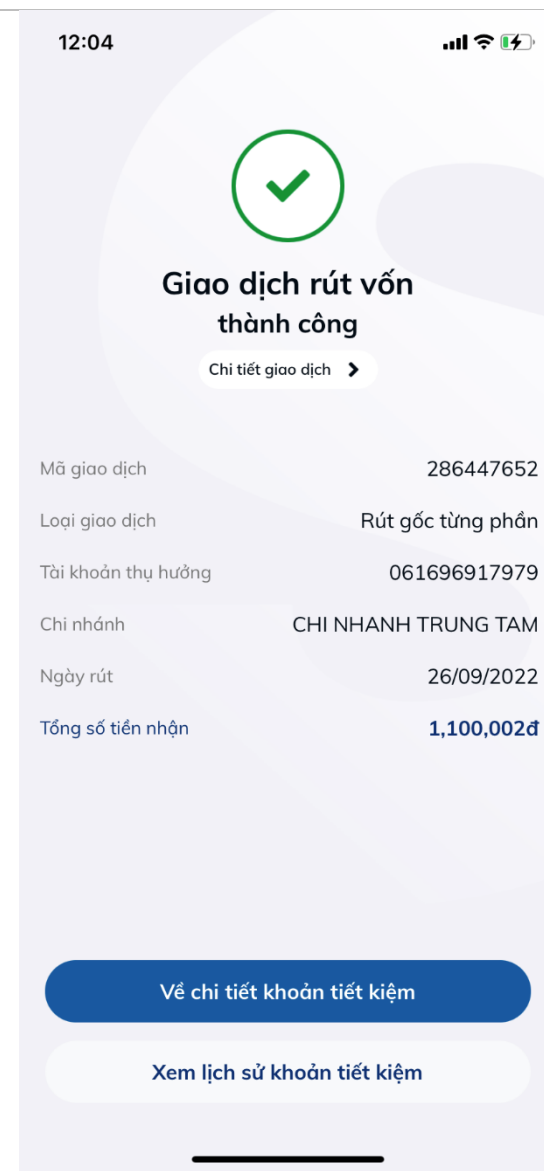 12:04
Giao dịch rút vốn
thành công
Chi tiết giao dịch
Mã giao dịch 286447652
Loại giao dịch Rút gốc từng phần
Tài khoản thụ hưởng 061696917979
Chi nhánh CHI NHANH TRUNG TAM
Ngày rút 26/09/2022
Tổng số tiền nhận 1,100,002đ
Về chi tiết khoản tiết kiệm
Xem lịch sử khoản tiết kiệm